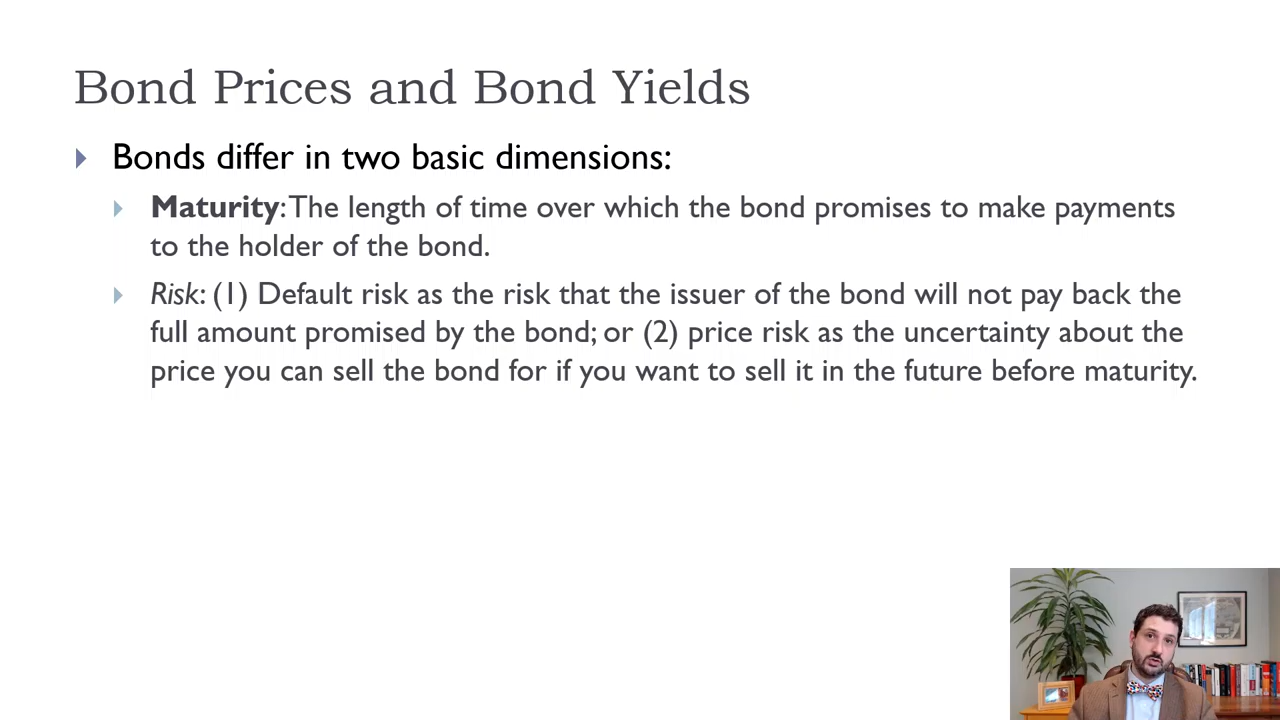 Bond Prices and Bond Yields
Bonds differ in two basic dimensions:
Maturity: The length of time over which the bond promises to make payments
to the holder of the bond.
Risk: (1) Default risk as the risk that the issuer of the bond will not pay back the
full amount promised by the bond; or (2) price risk as the uncertainty about the
price you can sell the bond for if you want to sell it in the future before maturity.